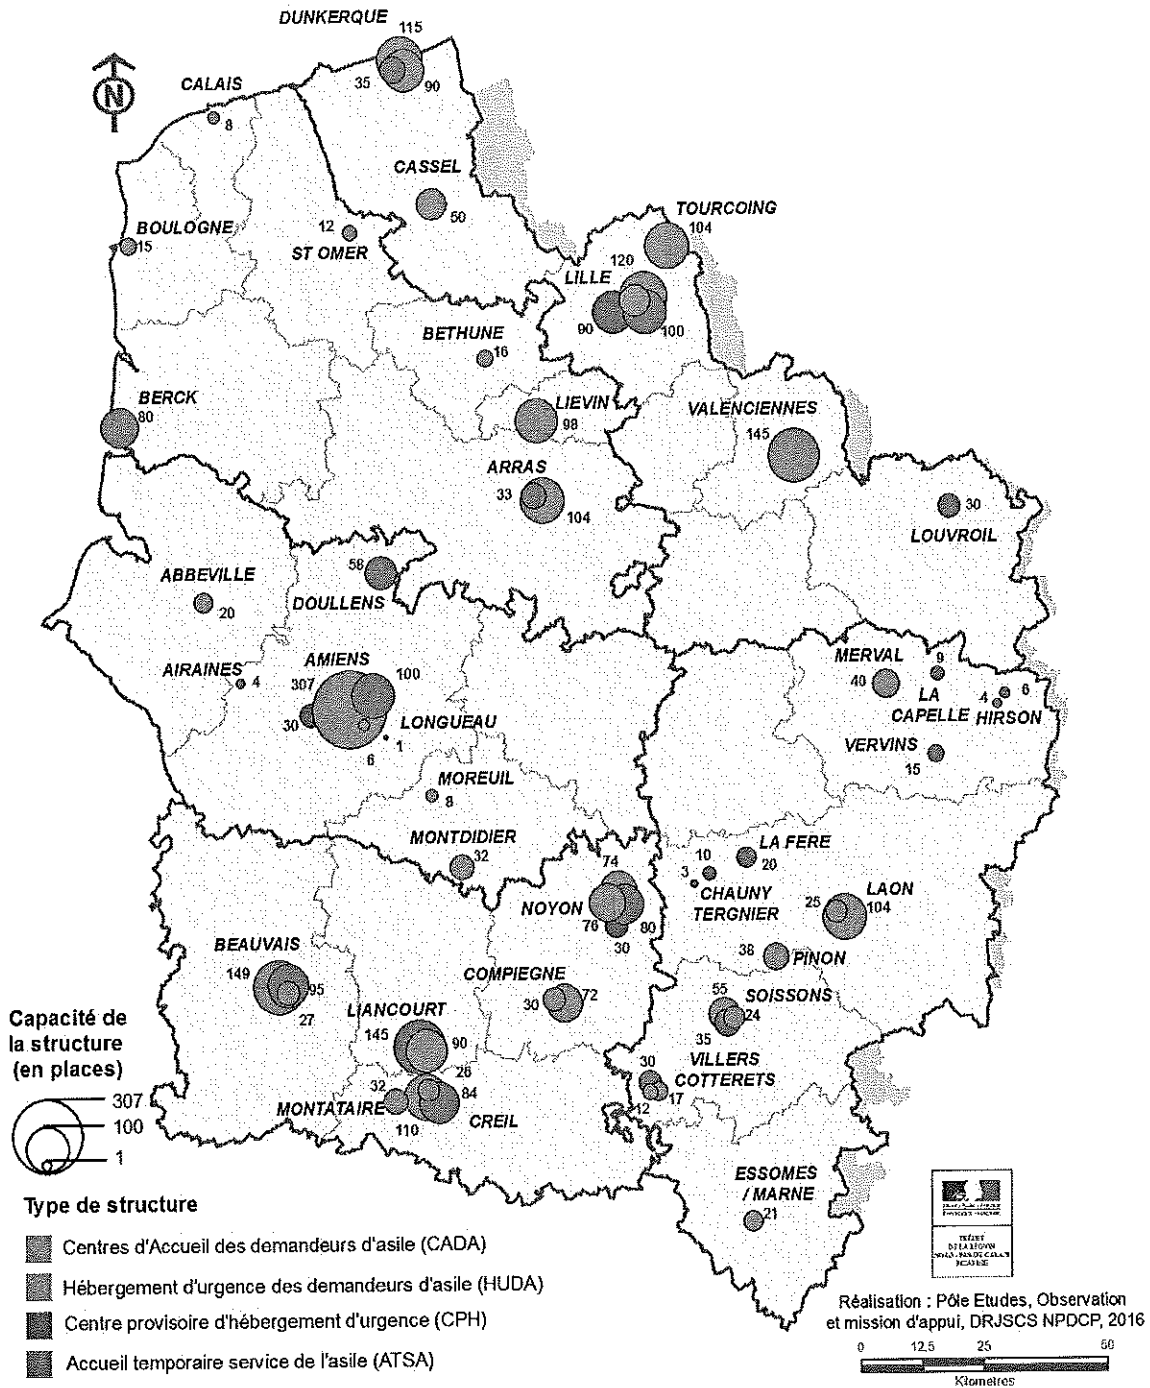 DUNKERQUE
115
35
90
CALAIS
8
N
CASSEL
50
BOULOGNE
15
12
ST OMER
TOURCOING
104
120
LILLE
90
100
BETHUNE
16
BERCK
80
LIEVIN
98
VALENCIENNES
145
ARRAS
33
104
30
LOUVROIL
ABBEVILLE
20
58
DOULLENS
AIRAINES
4
AMIENS
307
100
30
LONGUEAU
1
6
MERVAL
40
9
LA
CAPELLE
4
6
HIRSON
VERVINS
15
MOREUIL
8
MONTDIDIER
32
LA FERE
10
20
3
CHAUNY
TERGNIER
74
NOYON
76
80
30
LAON
25
104
38
PINON
BEAUVAIS
149
95
27
COMPIEGNE
30
72
SOISSONS
55
24
35
LIANCOURT
145
90
26
VILLERS
COTTERETS
30
17
12
32
84
MONTATAIRE
CREIL
110
ESSOMES
/ MARNE
21
Capacité de
la structure
(en places)
307
100
1
Type de structure
Centres d'Accueil des demandeurs d'asile (CADA)
Hébergement d'urgence des demandeurs d'asile (HUDA)
Centre provisoire d'hébergement d'urgence (CPH)
Accueil temporaire service de l'asile (ATSA)
Réalisation : Pôle Etudes, Observation
et mission d'appui, DRJSCS NPDCP, 2016
0 12,5 25 50
Kilometres